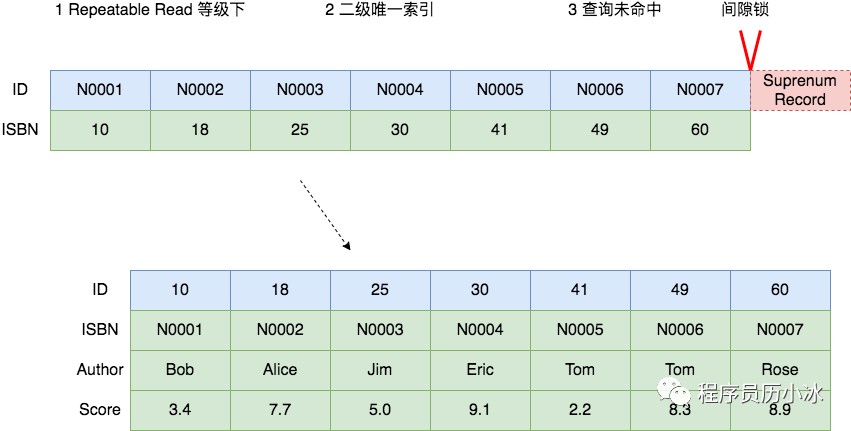 1 Repeatable Read 等级下 2 二级唯一索引 3 查询未命中 间隙锁
ID N0001 N0002 N0003 N0004 N0005 N0006 N0007 Suprenum Record
ISBN 10 18 25 30 41 49 60
ID 10 18 25 30 41 49 60
ISBN N0001 N0002 N0003 N0004 N0005 N0006 N0007
Author Bob Alice Jim Eric Tom Tom Rose
Score 3.4 7.7 5.0 9.1 2.2 8.3 8.9
程序员历小冰